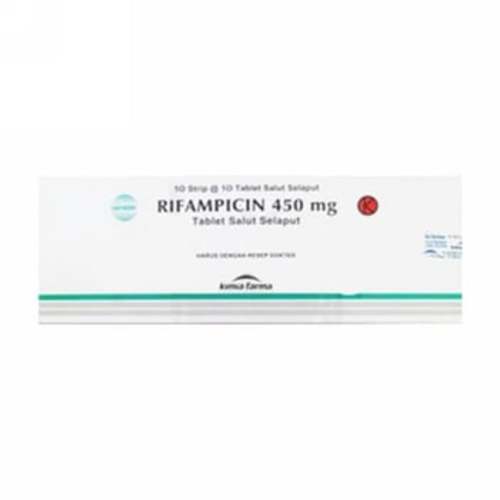 10 Strip @ 10 Tablet Salut Selaput
RIFAMPICIN 450 mg
K
Tablet Salut Selaput
HARUS DENGAN RESEP DOKTER
kimia farma